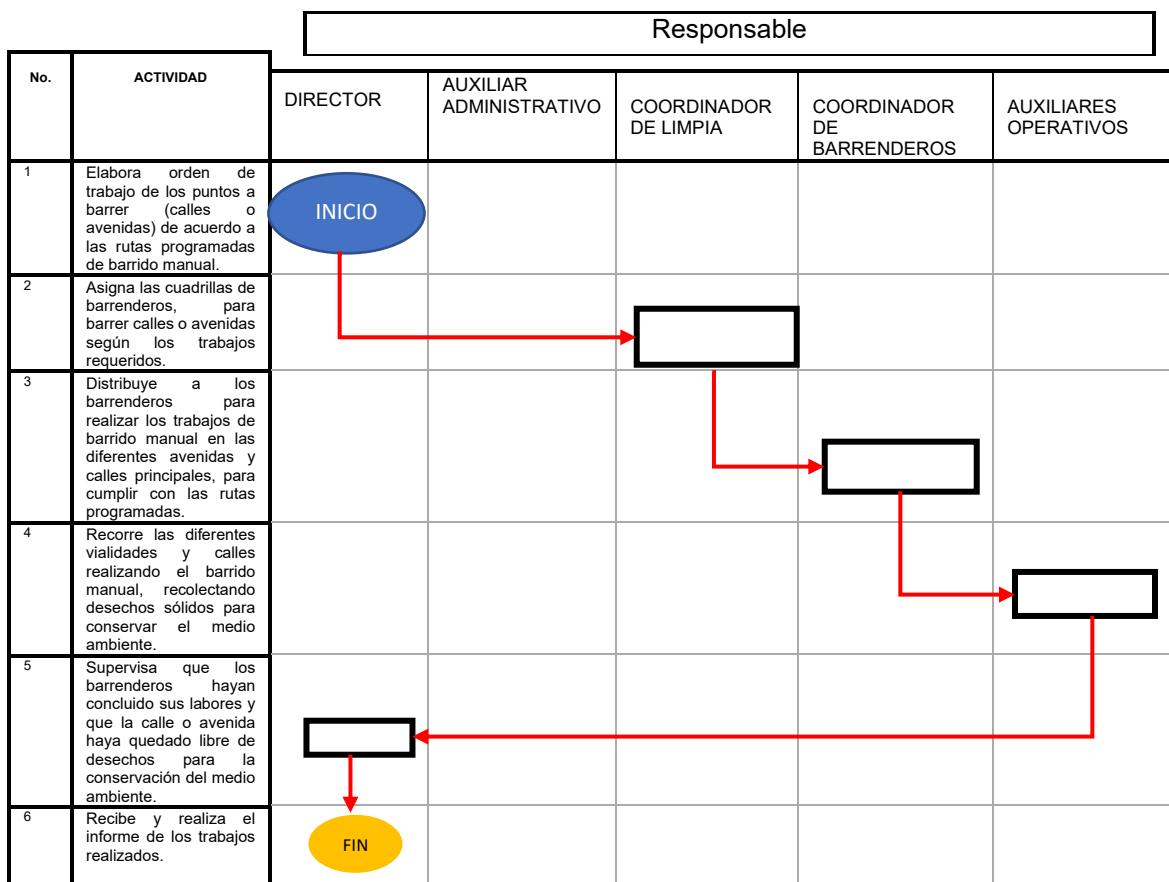 Responsable
No.
ACTIVIDAD
DIRECTOR
AUXILIAR
ADMINISTRATIVO
COORDINADOR
DE LIMPIA
COORDINADOR
DE
BARRENDEROS
AUXILIARES
OPERATIVOS
1
Elabora orden de
trabajo de los puntos a
barrer (calles o
avenidas) de acuerdo a
las rutas programadas
de barrido manual.
INICIO
2
Asigna las cuadrillas de
barrenderos, para
barrer calles o avenidas
según los trabajos
requeridos.
3
Distribuye a los
barrenderos para
realizar los trabajos de
barrido manual en las
diferentes avenidas y
calles principales, para
cumplir con las rutas
programadas.
4
Recorre las diferentes
vialidades y calles
realizando el barrido
manual, recolectando
desechos sólidos para
conservar el medio
ambiente.
5
Supervisa que los
barrenderos hayan
concluido sus labores y
que la calle o avenida
haya quedado libre de
desechos para la
conservación del medio
ambiente.
6
Recibe y realiza el
informe de los trabajos
realizados.
FIN